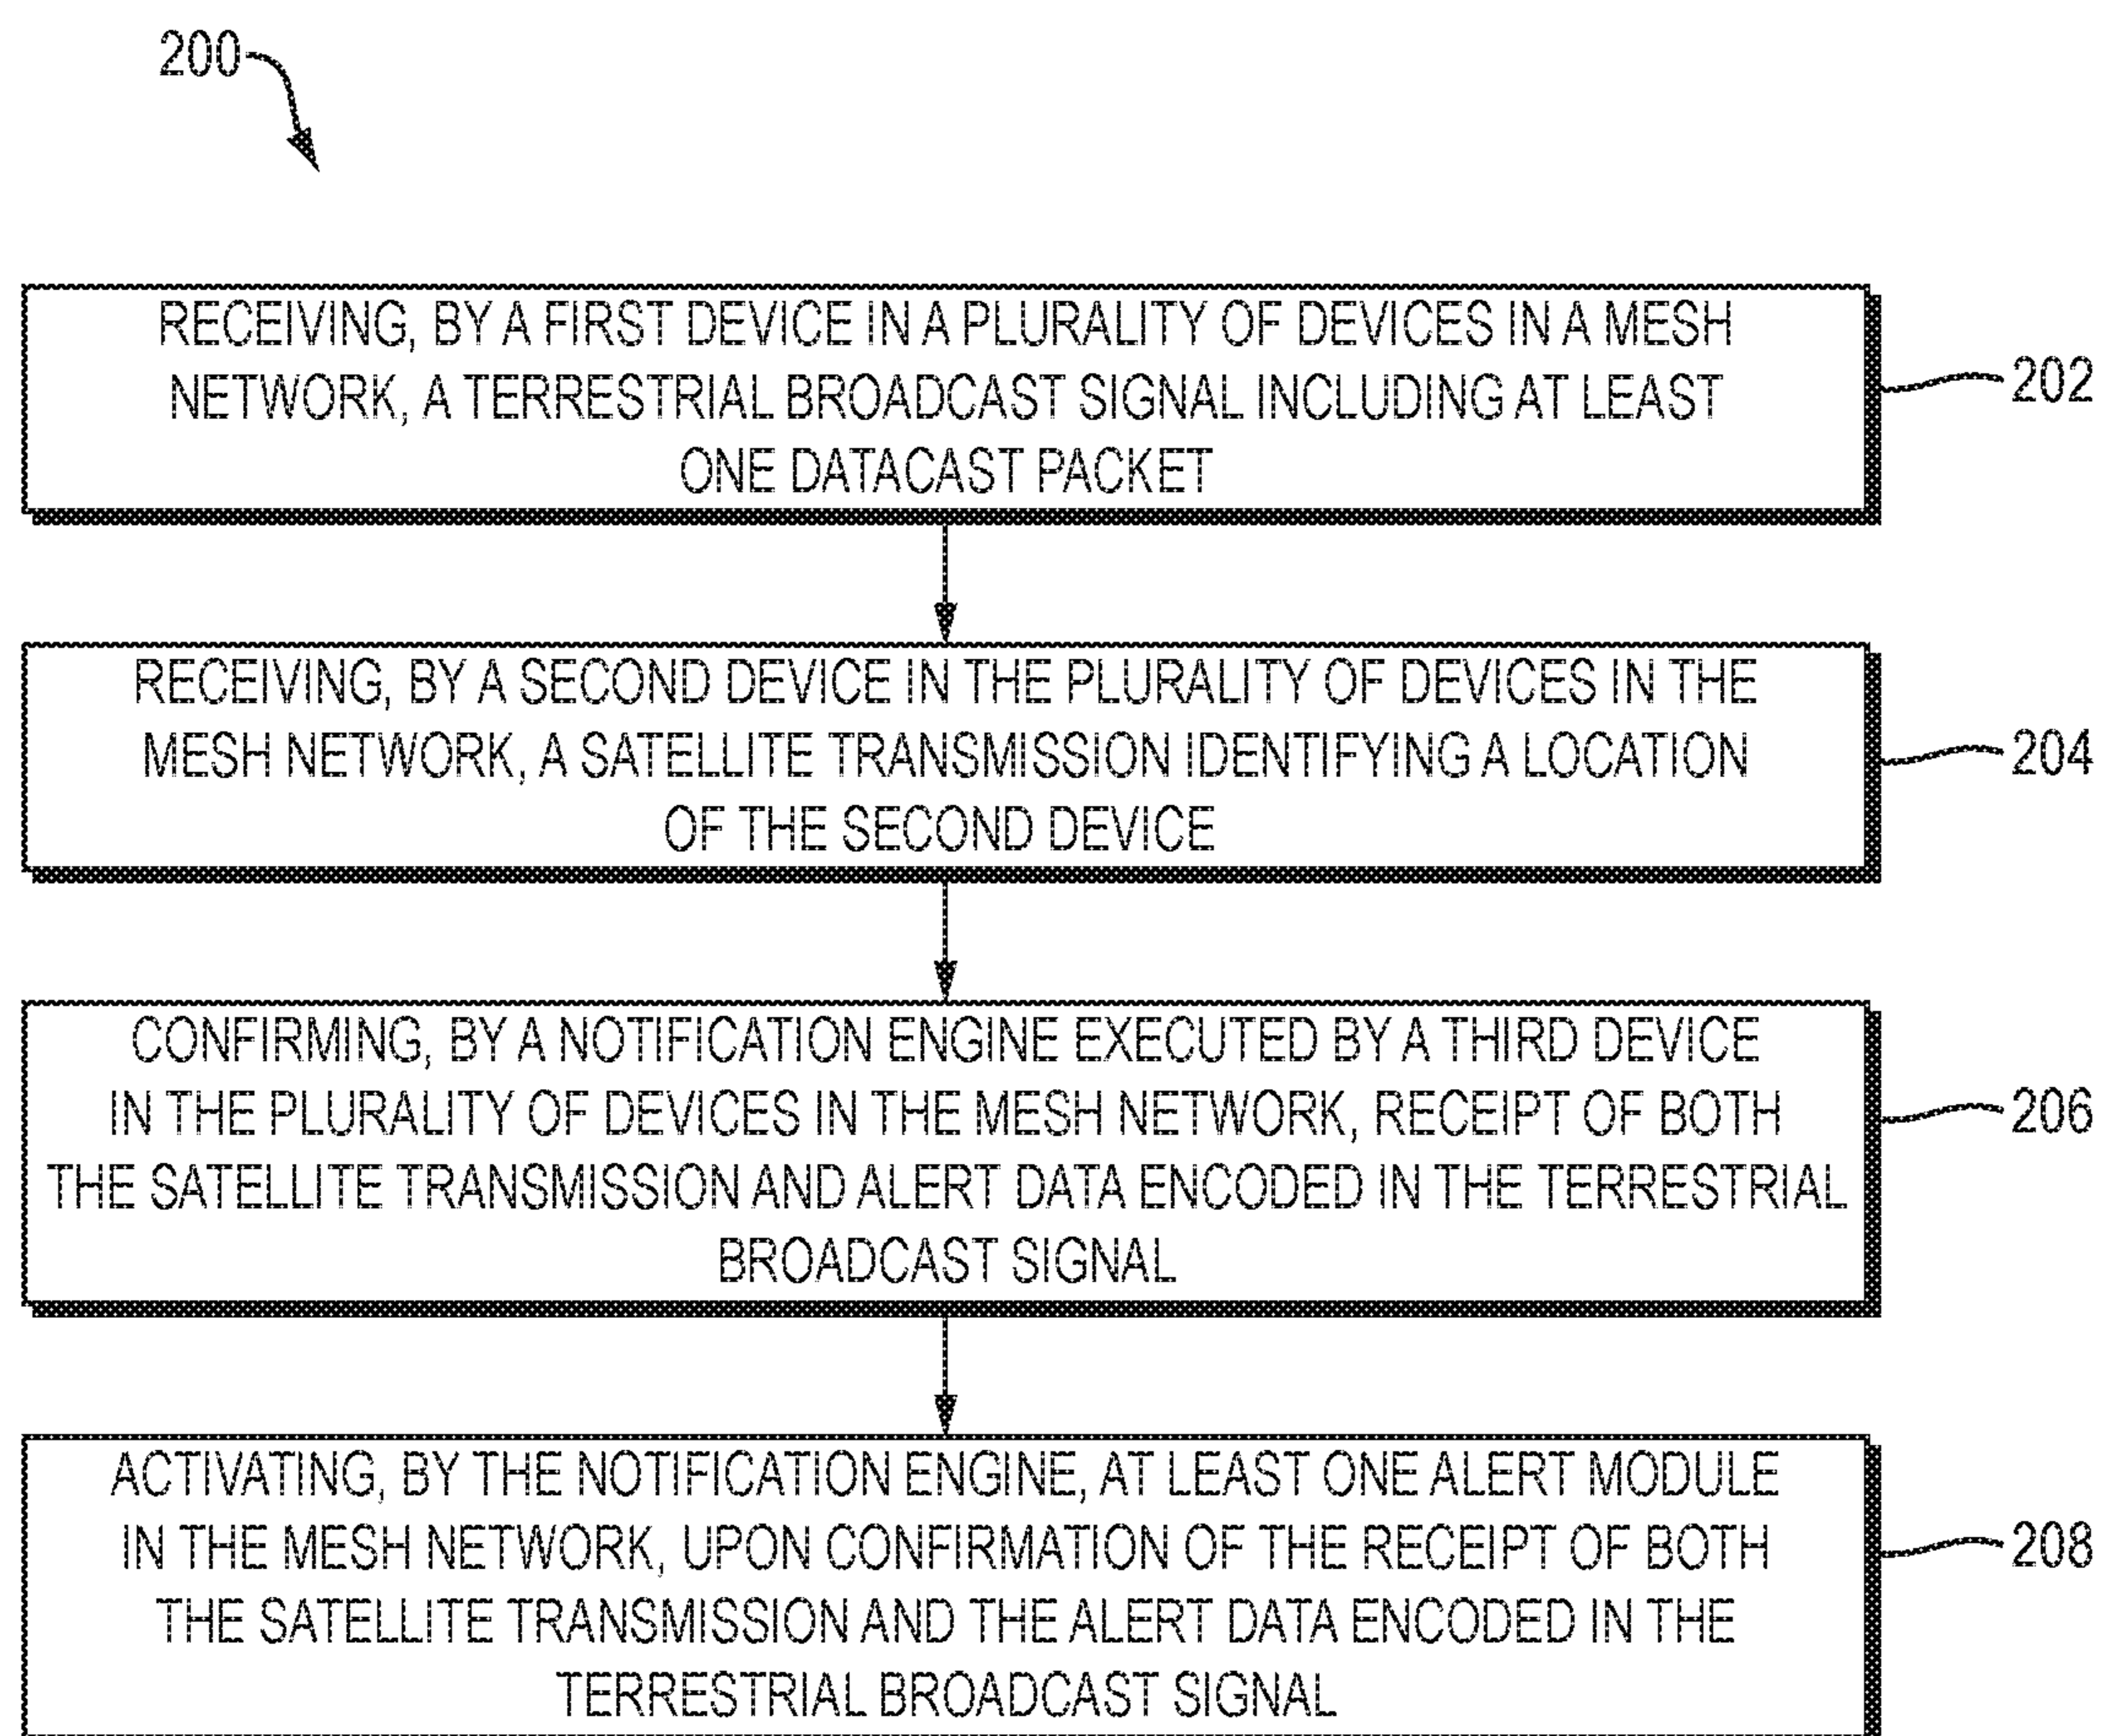 200
RECEIVING, BY A FIRST DEVICE IN A PLURALITY OF DEVICES IN A MESH
NETWORK, A TERRESTRIAL BROADCAST SIGNAL INCLUDING AT LEAST
ONE DATACAST PACKET
202
RECEIVING, BY A SECOND DEVICE IN THE PLURALITY OF DEVICES IN THE
MESH NETWORK, A SATELLITE TRANSMISSION IDENTIFYING A LOCATION
OF THE SECOND DEVICE
204
CONFIRMING, BY A NOTIFICATION ENGINE EXECUTED BY A THIRD DEVICE
IN THE PLURALITY OF DEVICES IN THE MESH NETWORK, RECEIPT OF BOTH
THE SATELLITE TRANSMISSION AND ALERT DATA ENCODED IN THE TERRESTRIAL
BROADCAST SIGNAL
206
ACTIVATING, BY THE NOTIFICATION ENGINE, AT LEAST ONE ALERT MODULE
IN THE MESH NETWORK, UPON CONFIRMATION OF THE RECEIPT OF BOTH
THE SATELLITE TRANSMISSION AND THE ALERT DATA ENCODED IN THE
TERRESTRIAL BROADCAST SIGNAL
208